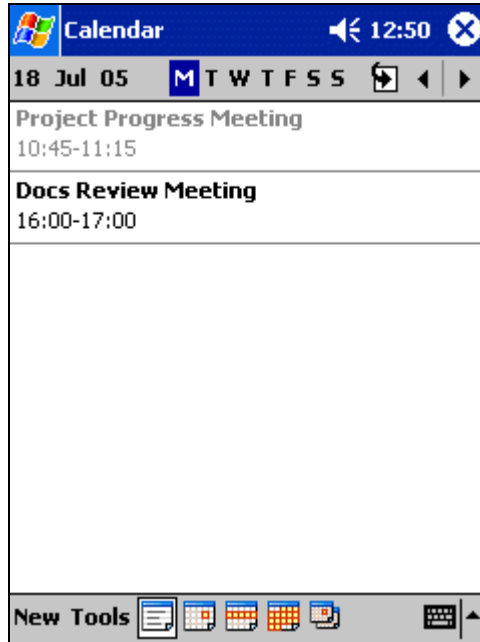 Calendar 12:50
18 Jul 05 M T W T F S S
Project Progress Meeting
10:45-11:15
Docs Review Meeting
16:00-17:00
New Tools